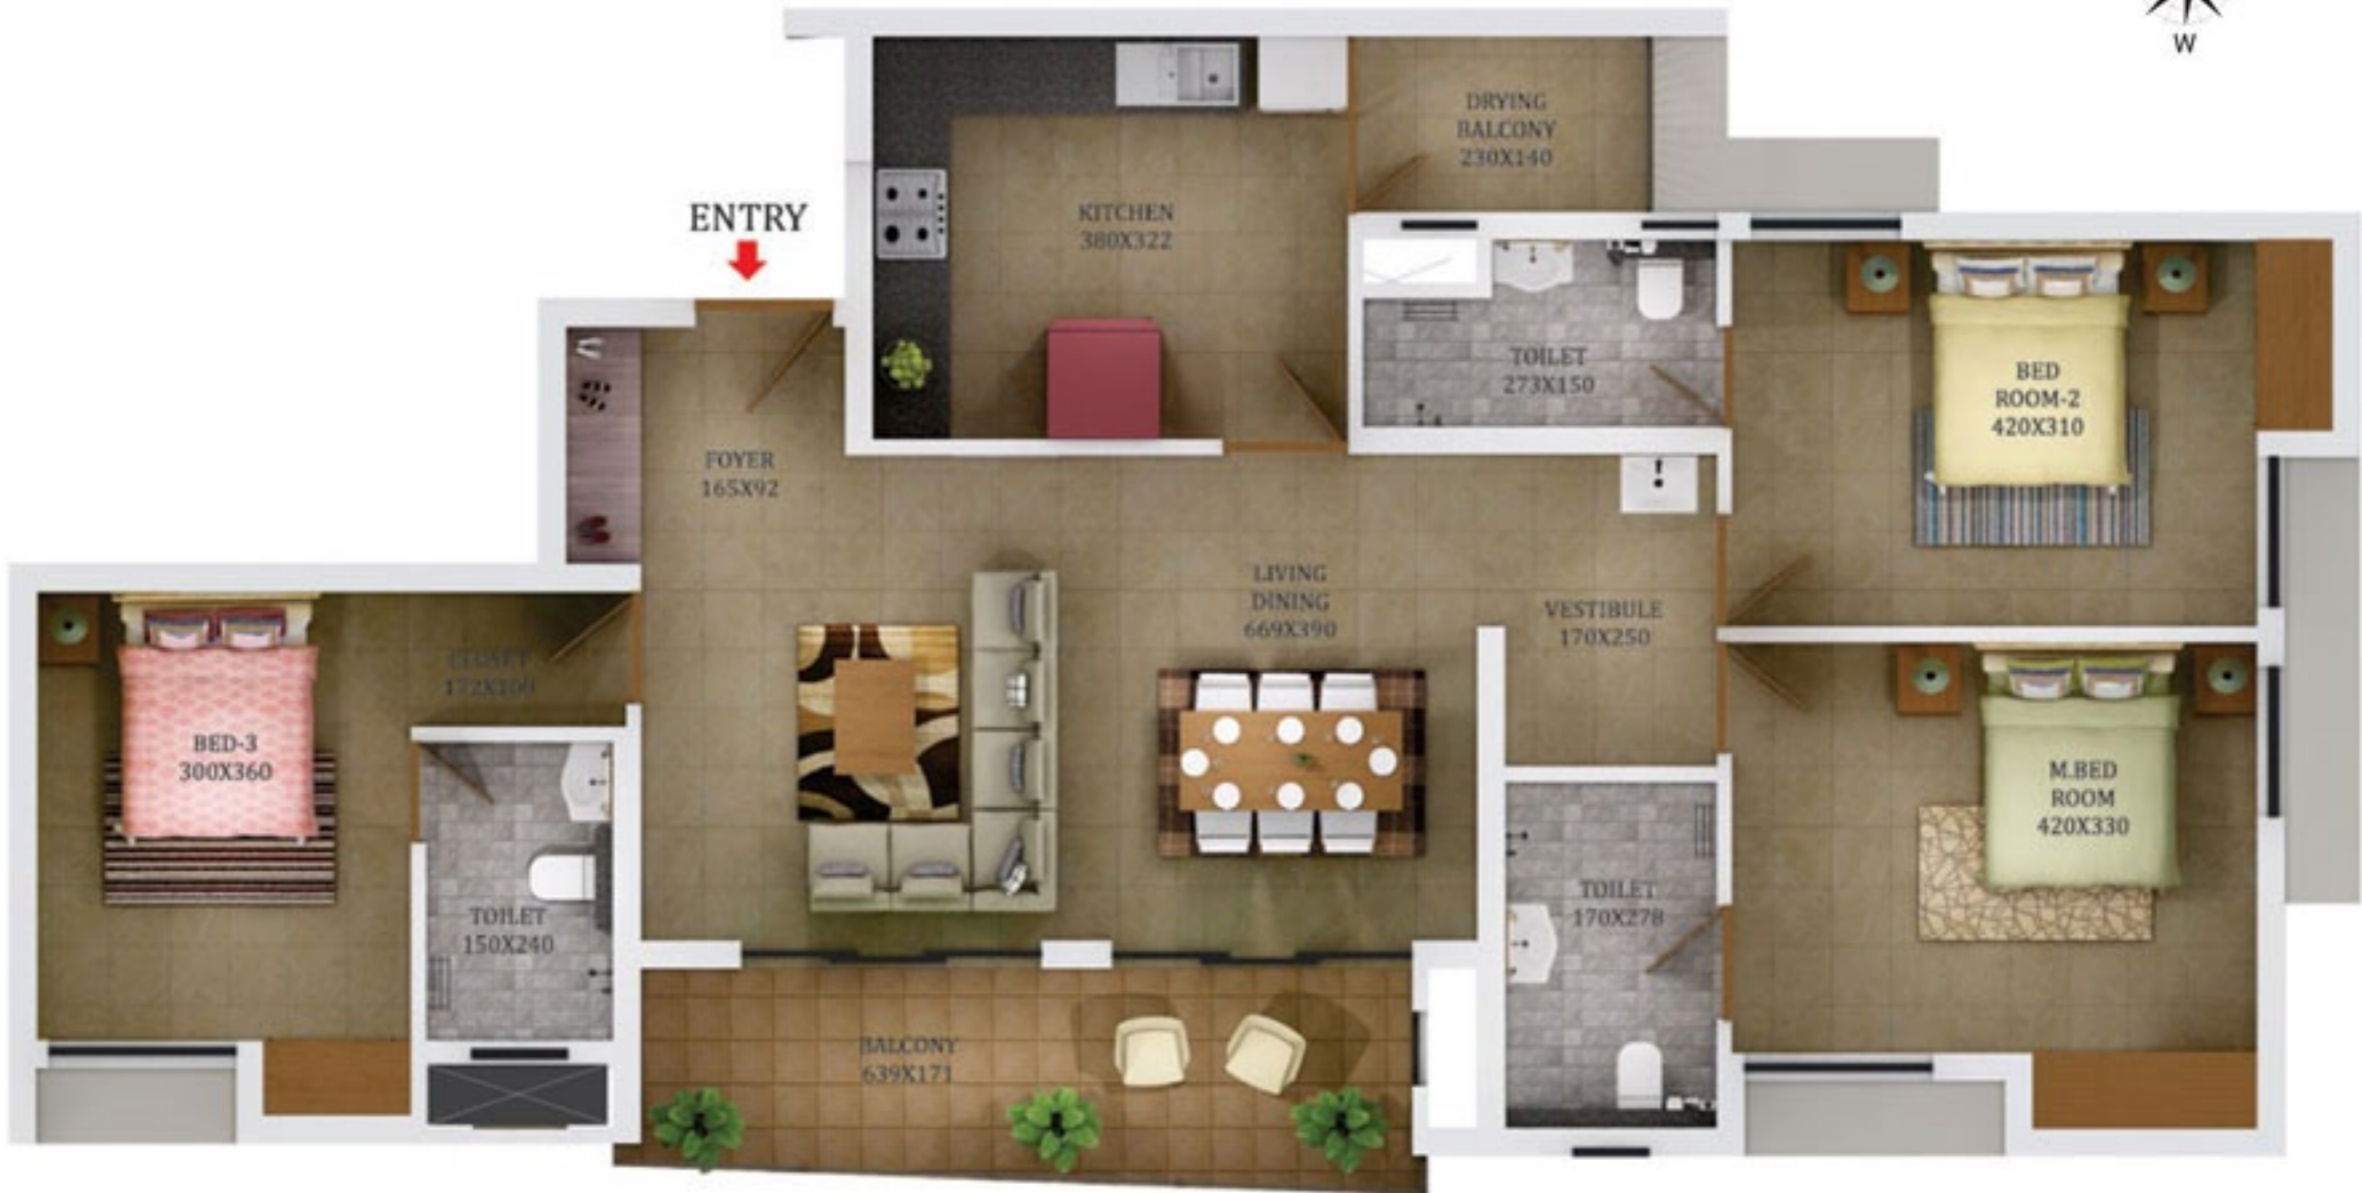 W
DRYING
BALCONY
230X140
KITCHEN
380X322
ENTRY
TOILET
273X150
BED
ROOM-2
420X310
FOYER
165X92
LIVING
DINING
669X390
VESTIBULE
170X250
CLOSET
172X100
BED-3
300X360
M.BED
ROOM
420X330
TOILET
170X278
TOILET
150X240
BALCONY
639X171